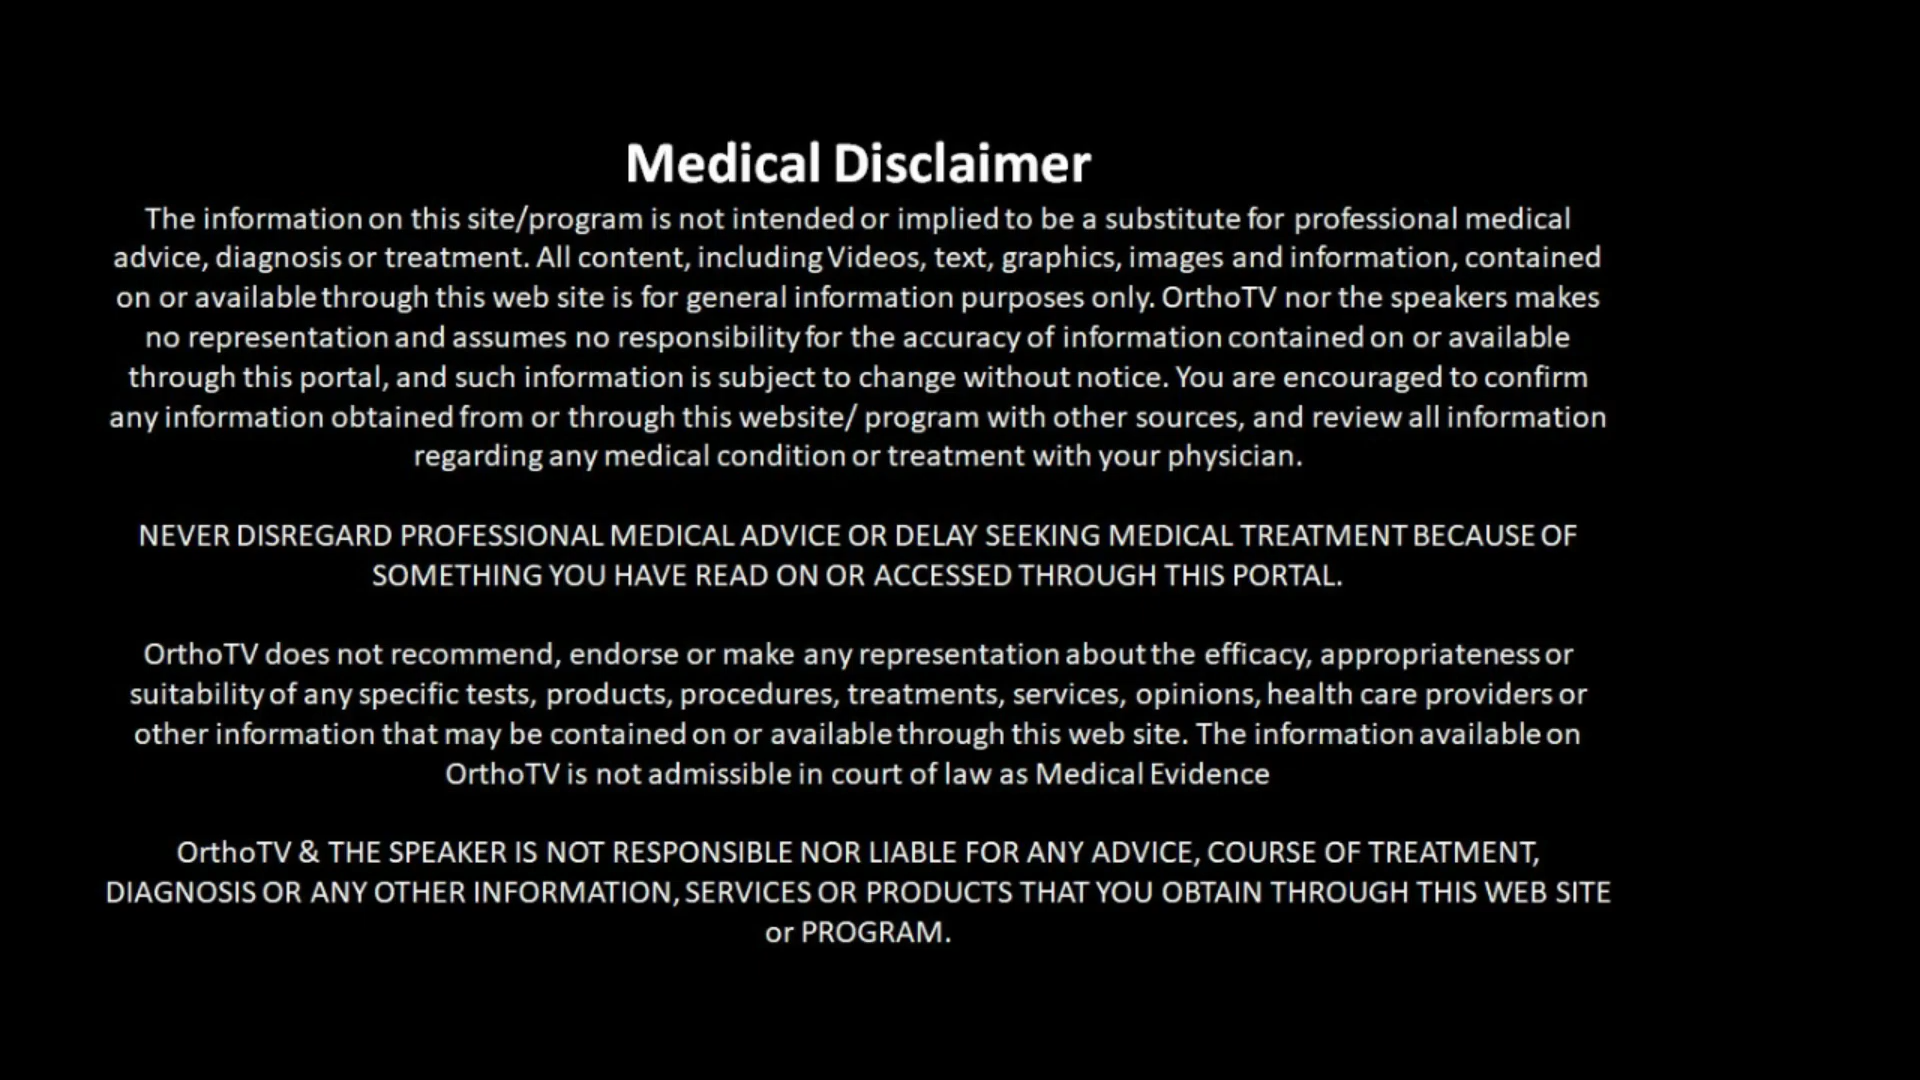 Medical Disclaimer
The information on this site/program is not intended or implied to be a substitute for professional medical
advice, diagnosis or treatment. All content, including Videos, text, graphics, images and information, contained
on or available through this web site is for general information purposes only. OrthoTV nor the speakers makes
no representation and assumes no responsibility for the accuracy of information contained on or available
through this portal, and such information is subject to change without notice. You are encouraged to confirm
any information obtained from or through this website/ program with other sources, and review all information
regarding any medical condition or treatment with your physician.
NEVER DISREGARD PROFESSIONAL MEDICAL ADVICE OR DELAY SEEKING MEDICAL TREATMENT BECAUSE OF
SOMETHING YOU HAVE READ ON OR ACCESSED THROUGH THIS PORTAL.
OrthoTV does not recommend, endorse or make any representation about the efficacy, appropriateness or
suitability of any specific tests, products, procedures, treatments, services, opinions, health care providers or
other information that may be contained on or available through this web site. The information available on
OrthoTV is not admissible in court of law as Medical Evidence
OrthoTV & THE SPEAKER IS NOT RESPONSIBLE NOR LIABLE FOR ANY ADVICE, COURSE OF TREATMENT,
DIAGNOSIS OR ANY OTHER INFORMATION, SERVICES OR PRODUCTS THAT YOU OBTAIN THROUGH THIS WEB SITE
or PROGRAM.